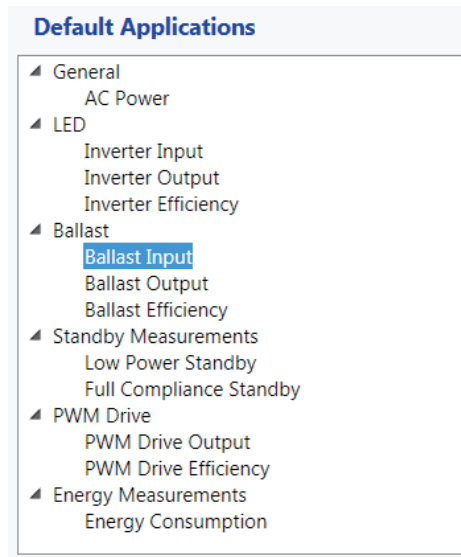 Default Applications
General
AC Power
LED
Inverter Input
Inverter Output
Inverter Efficiency
Ballast
Ballast Input
Ballast Output
Ballast Efficiency
Standby Measurements
Low Power Standby
Full Compliance Standby
PWM Drive
PWM Drive Output
PWM Drive Efficiency
Energy Measurements
Energy Consumption